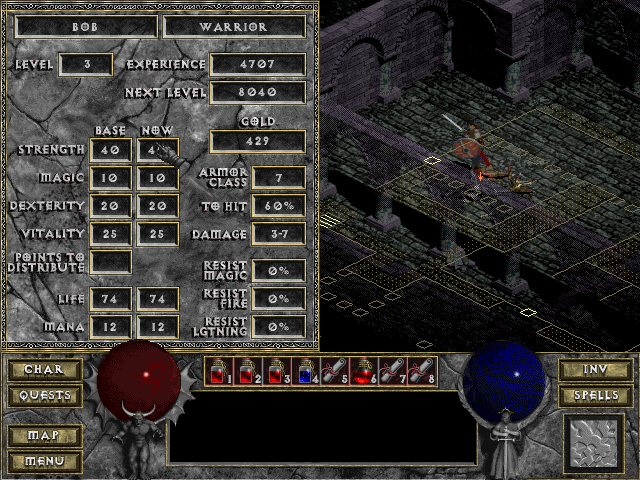 BOB WARRIOR
LEVEL 3 EXPERIENCE 4707
NEXT LEVEL 8040
BASE NOW GOLD
429
STRENGTH 40 4
MAGIC 10 10 ARMOR CLASS 7
DEXTERITY 20 20 TO HIT 60%
VITALITY 25 25 DAMAGE 3-7
POINTS TO DISTRIBUTE
RESIST MAGIC 0%
LIFE 74 74 RESIST FIRE 0%
MANA 12 12 RESIST LGTNING 0%
CHAR 1 2 3 4 5 6 7 8 INV
QUESTS SPELLS
MAP
MENU